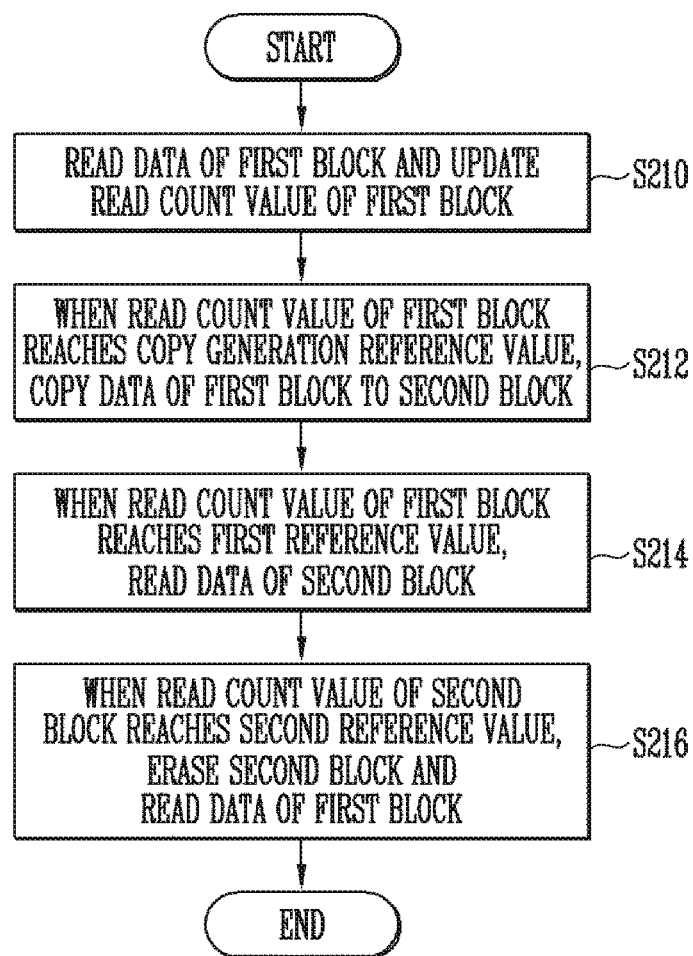 START
READ DATA OF FIRST BLOCK AND UPDATE
READ COUNT VALUE OF FIRST BLOCK
S210
WHEN READ COUNT VALUE OF FIRST BLOCK
REACHES COPY GENERATION REFERENCE VALUE,
COPY DATA OF FIRST BLOCK TO SECOND BLOCK
S212
WHEN READ COUNT VALUE OF FIRST BLOCK
REACHES FIRST REFERENCE VALUE,
READ DATA OF SECOND BLOCK
S214
WHEN READ COUNT VALUE OF SECOND
BLOCK REACHES SECOND REFERENCE VALUE,
ERASE SECOND BLOCK AND
READ DATA OF FIRST BLOCK
S216
END